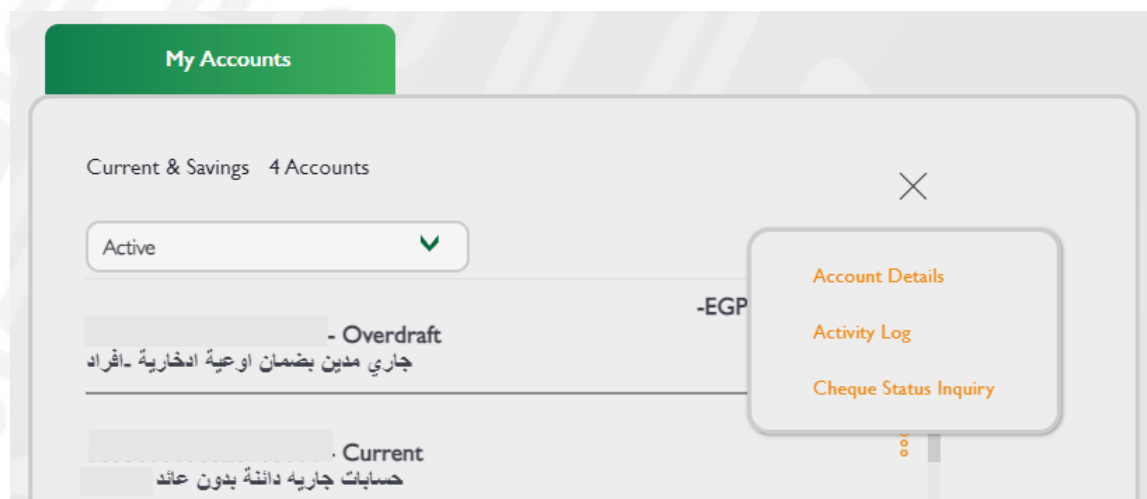 My Accounts
Current & Savings 4 Accounts
Active
Account Details
Activity Log
Cheque Status Inquiry
-EGP
- Overdraft
جاري مدين بضمان اوعية ادخارية -افراد
- Current
حسابات جاريه دائنة بدون عائد